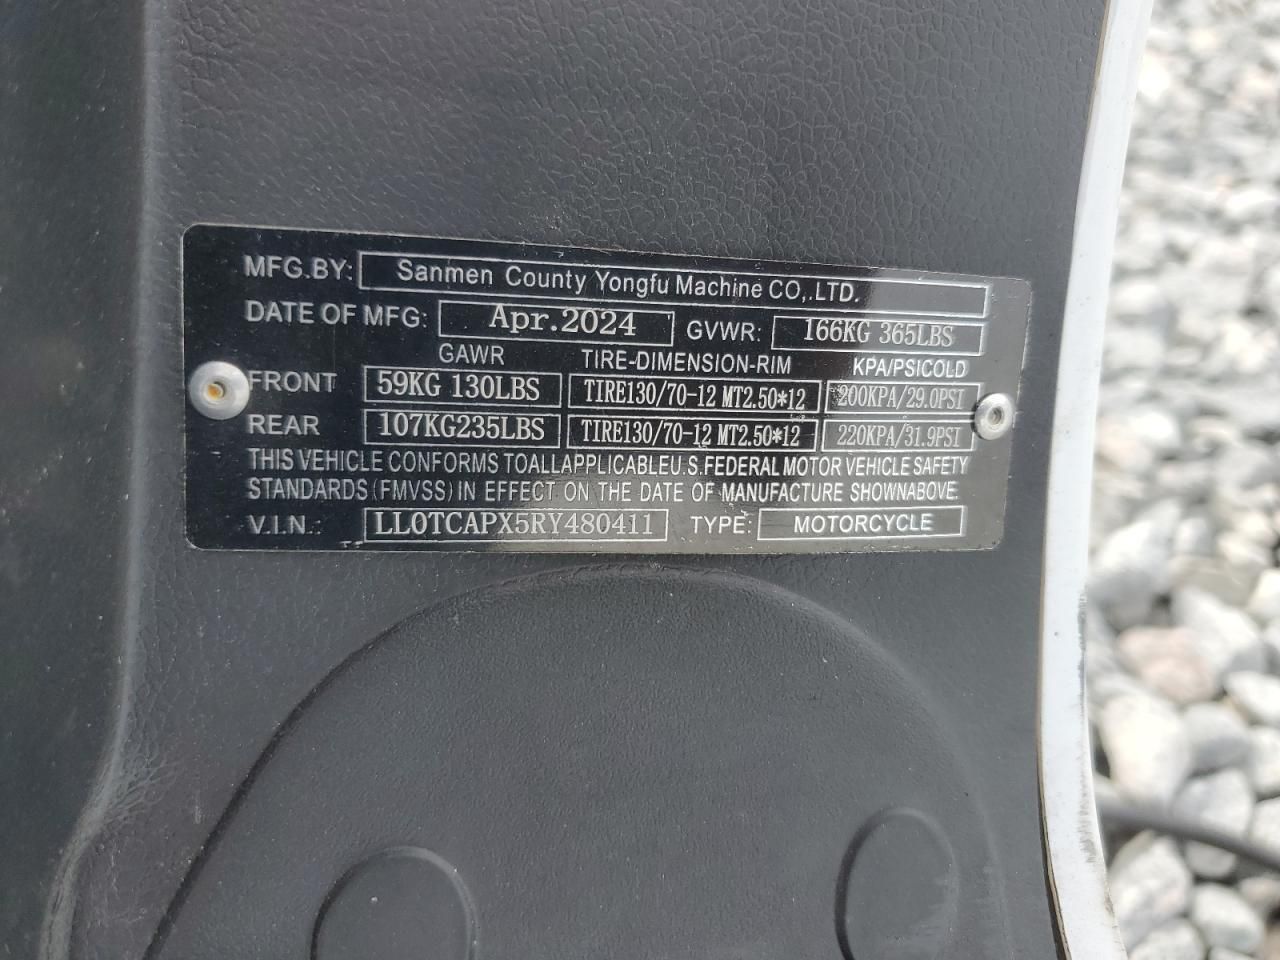 MFG.BY: Sanmen County Yongfu Machine CO,.LTD.
DATE OF MFG: Apr.2024 GVWR: 166KG 365LBS
GAWR TIRE-DIMENSION-RIM KPA/PSICOLD
FRONT 59KG 130LBS TIRE130/70-12 MT2.50*12 200KPA/29.0PSI
REAR 107KG235LBS TIRE130/70-12 MT2.50*12 220KPA/31.9PSI
THIS VEHICLE CONFORMS TOALLAPPLICABLEU.S.FEDERAL MOTOR VEHICLE SAFETY
STANDARDS (FMVSS) IN EFFECT ON THE DATE OF MANUFACTURE SHOWNABOVE.
V.I.N.: LL0TCAPX5RY480411 TYPE: MOTORCYCLE